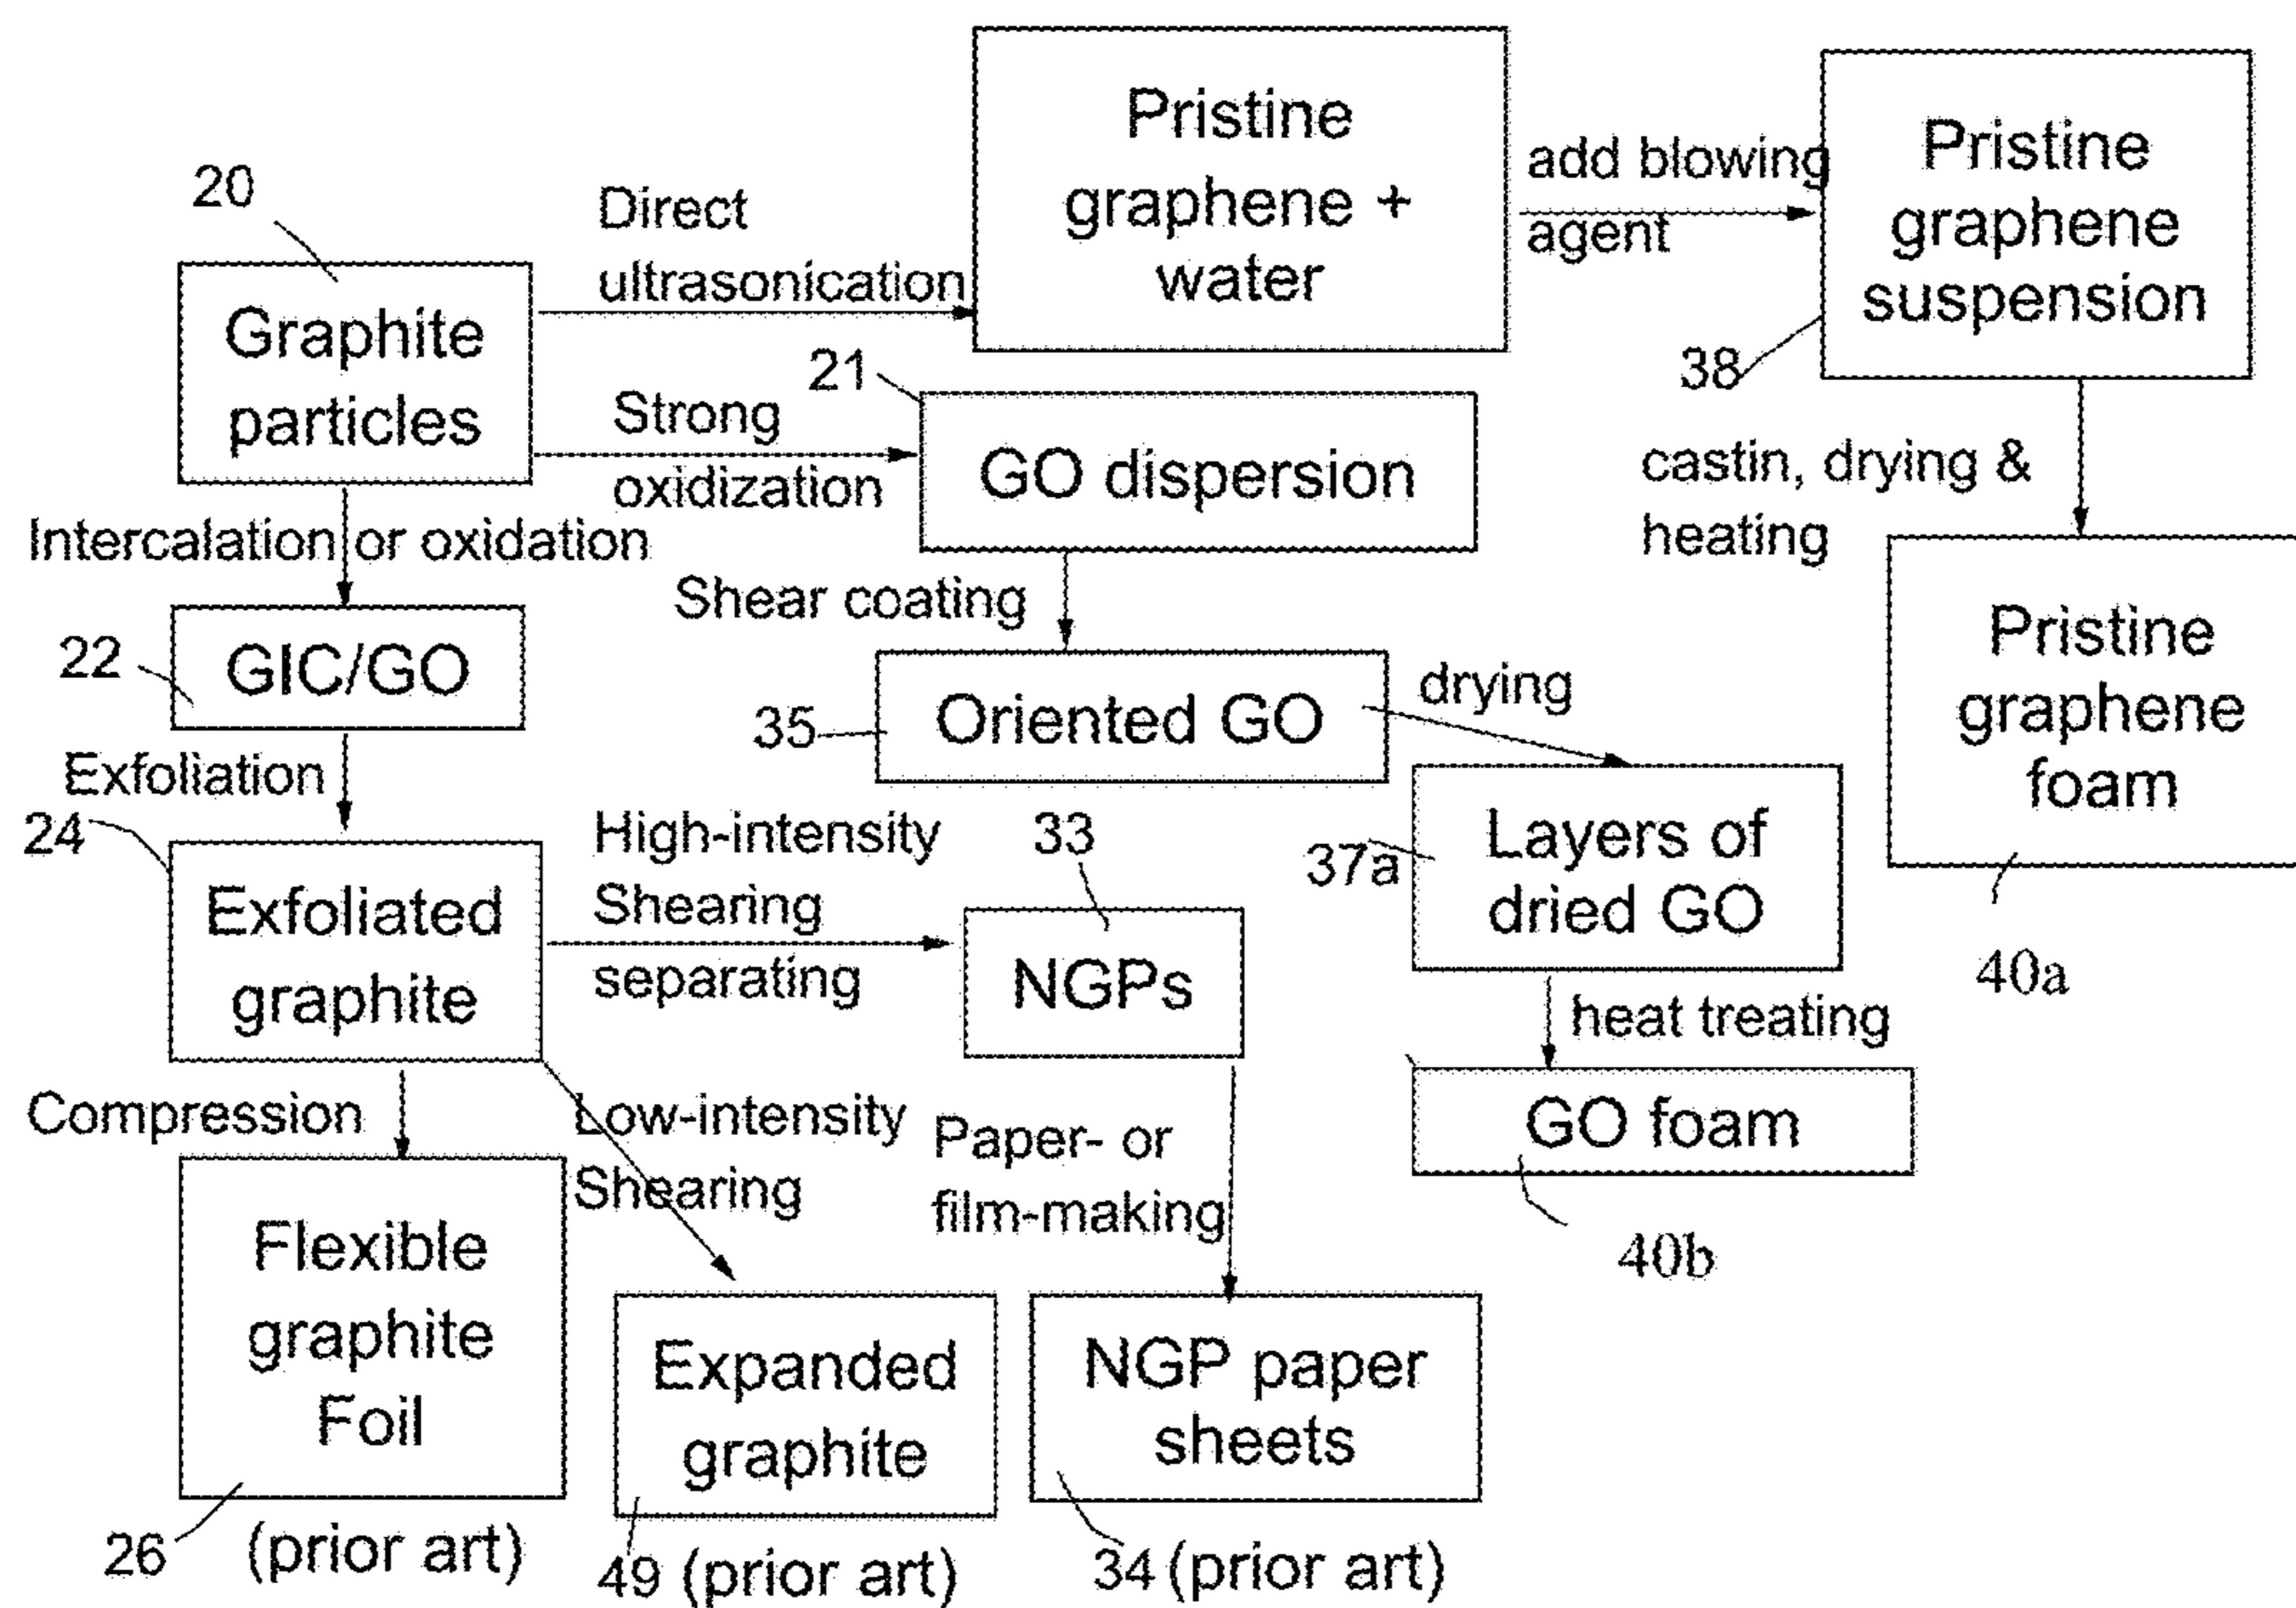 20
Graphite
particles
Direct
ultrasonication
Pristine
graphene +
water
add blowing
agent
Pristine
graphene
suspension
38
21
Strong
oxidization
GO dispersion
castin, drying &
heating
Intercalation or oxidation
22
GIC/GO
Shear coating
35
Oriented GO
drying
Pristine
graphene
foam
40a
Exfoliation
24
Exfoliated
graphite
High-intensity
Shearing
separating
33
NGPs
37a
Layers of
dried GO
heat treating
GO foam
40b
Compression
Low-intensity
Shearing
Paper- or
film-making
Flexible
graphite
Foil
26
(prior art)
Expanded
graphite
49 (prior art)
NGP paper
sheets
34 (prior art)